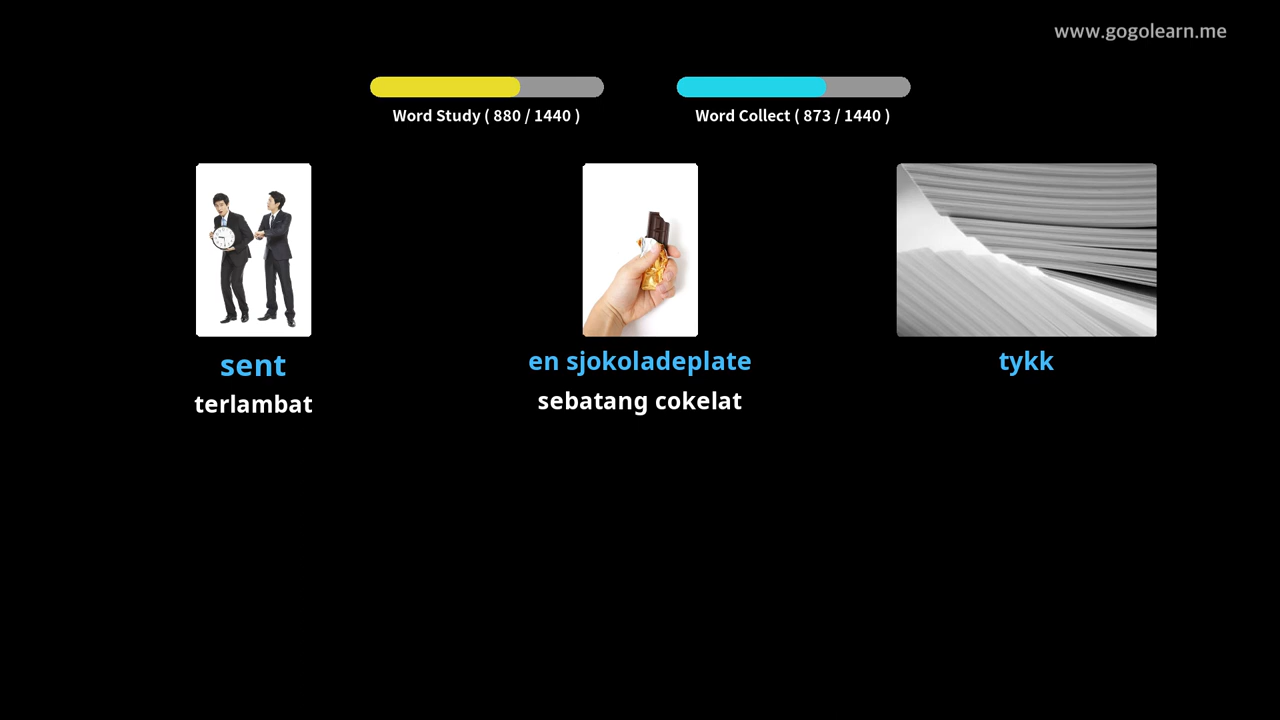 www.gogolearn.me
Word Study ( 880 / 1440 )
Word Collect ( 873 / 1440 )
sent
terlambat
en sjokoladeplate
sebatang cokelat
tykk